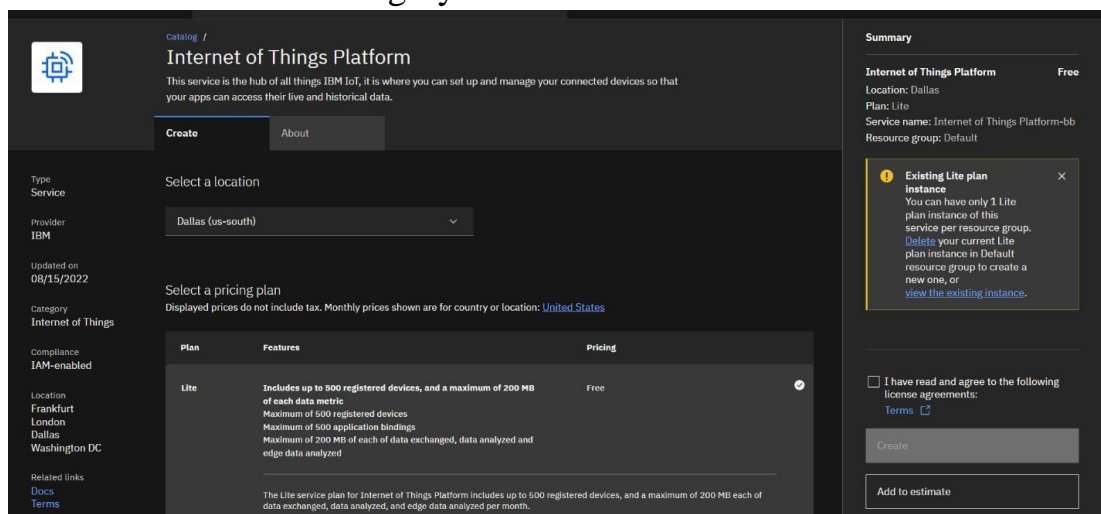 Catalog /
Internet of Things Platform
This service is the hub of all things IBM IoT, it is where you can set up and manage your connected devices so that
your apps can access their live and historical data.
Create
About
Type
Service
Provider
IBM
Updated on
08/15/2022
Category
Internet of Things
Compliance
IAM-enabled
Location
Frankfurt
London
Dallas
Washington DC
Related links
Docs
Terms
Select a location
Dallas (us-south)
Select a pricing plan
Displayed prices do not include tax. Monthly prices shown are for country or location: United States
Plan Features Pricing
Lite Includes up to 500 registered devices, and a maximum of 200 MB Free
of each data metric
Maximum of 500 registered devices
Maximum of 500 application bindings
Maximum of 200 MB of each of data exchanged, data analyzed and
edge data analyzed
The Lite service plan for Internet of Things Platform includes up to 500 registered devices, and a maximum of 200 MB each of
data exchanged, data analyzed, and edge data analyzed per month.
Summary
Internet of Things Platform Free
Location: Dallas
Plan: Lite
Service name: Internet of Things Platform-bb
Resource group: Default
Existing Lite plan
instance
You can have only 1 Lite
plan instance of this
service per resource group.
Delete your current Lite
plan instance in Default
resource group to create a
new one, or
view the existing instance.
I have read and agree to the following
license agreements:
Terms
Create
Add to estimate